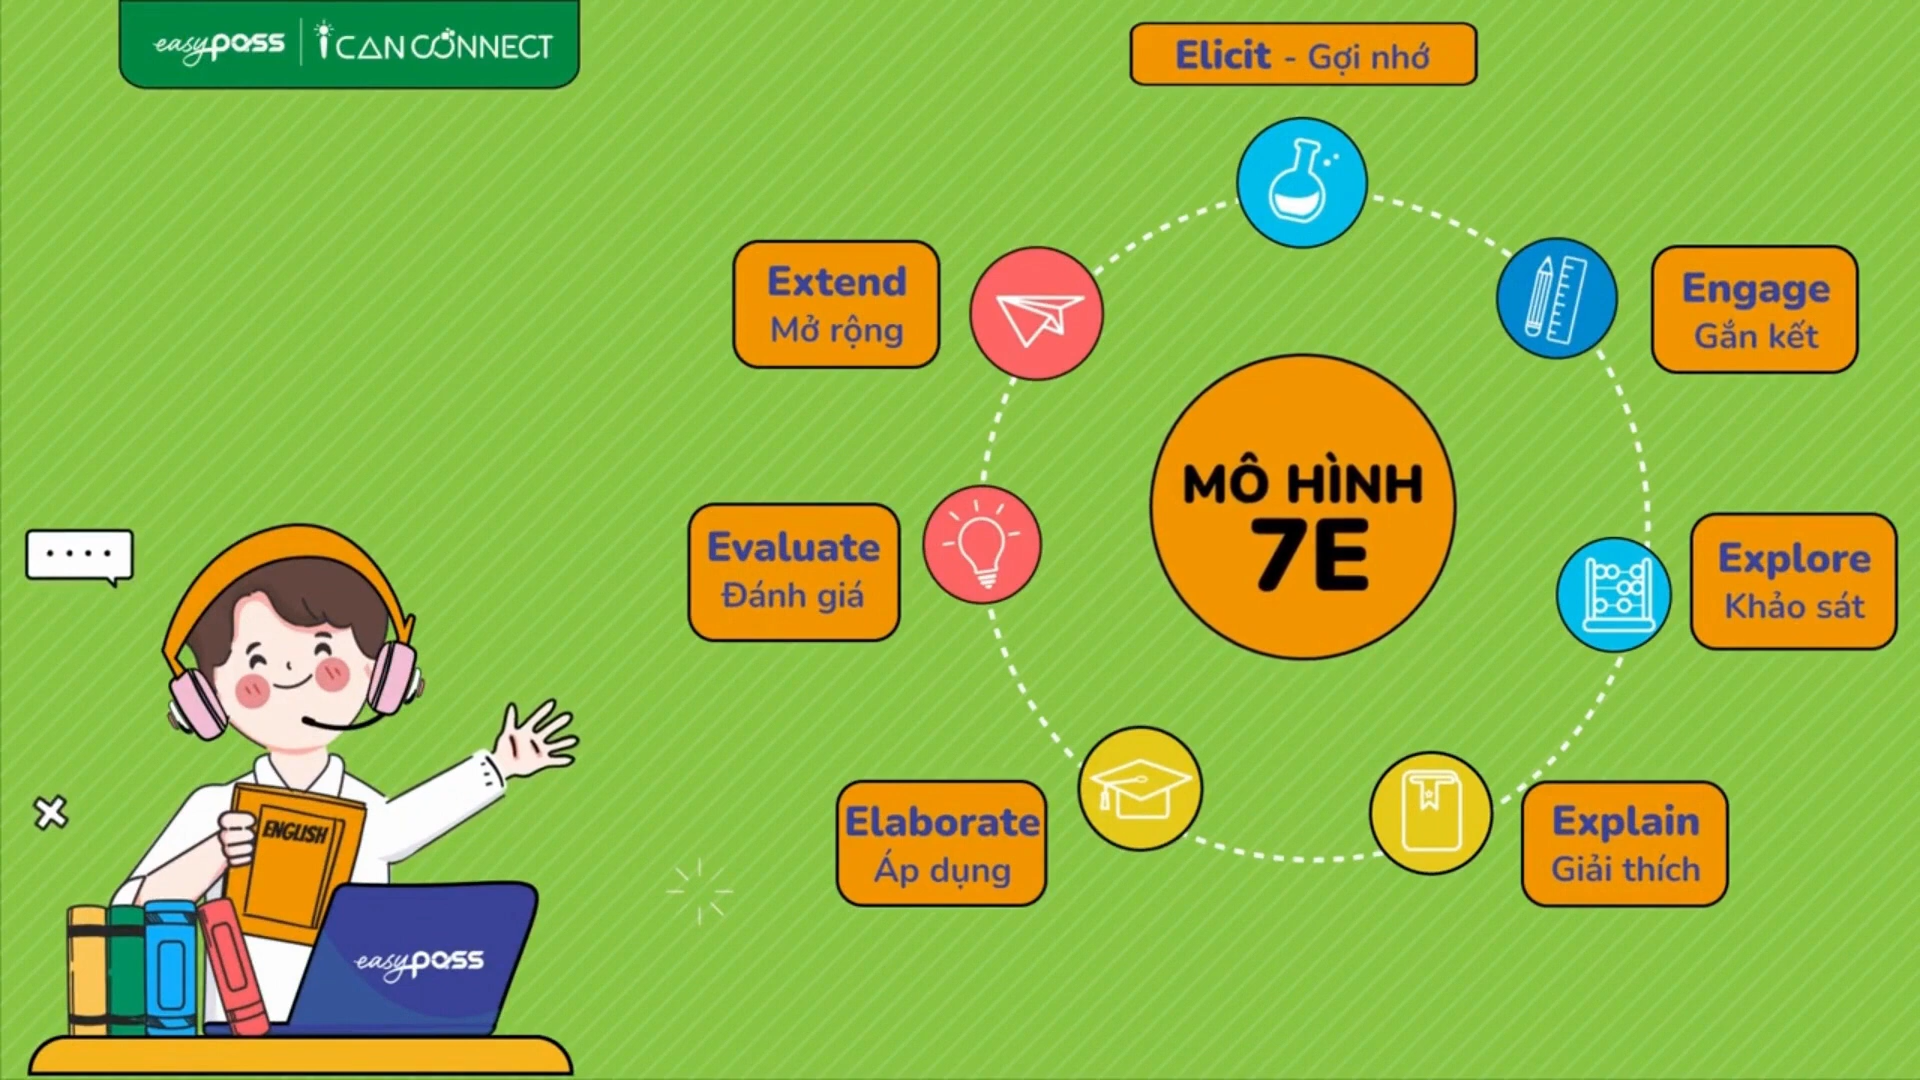 easypass | iCAN CONNECT
Elicit - Gợi nhớ
Engage
Gắn kết
Explore
Khảo sát
Explain
Giải thích
Elaborate
Áp dụng
Evaluate
Đánh giá
Extend
Mở rộng
MÔ HÌNH
7E
ENGLISH
easypass